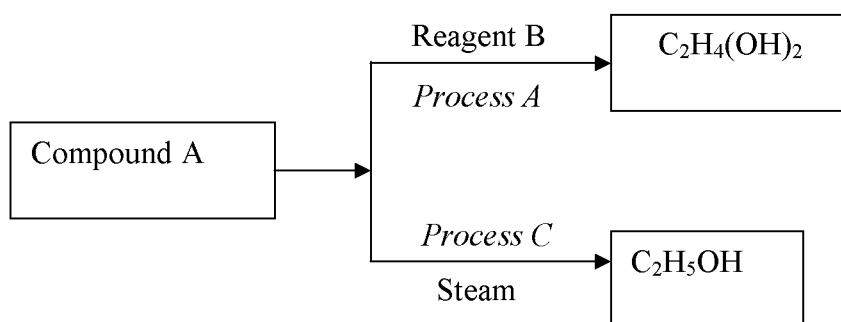 Reagent B
C₂H₄(OH)₂
Process A
Compound A
Process C
C₂H₅OH
Steam